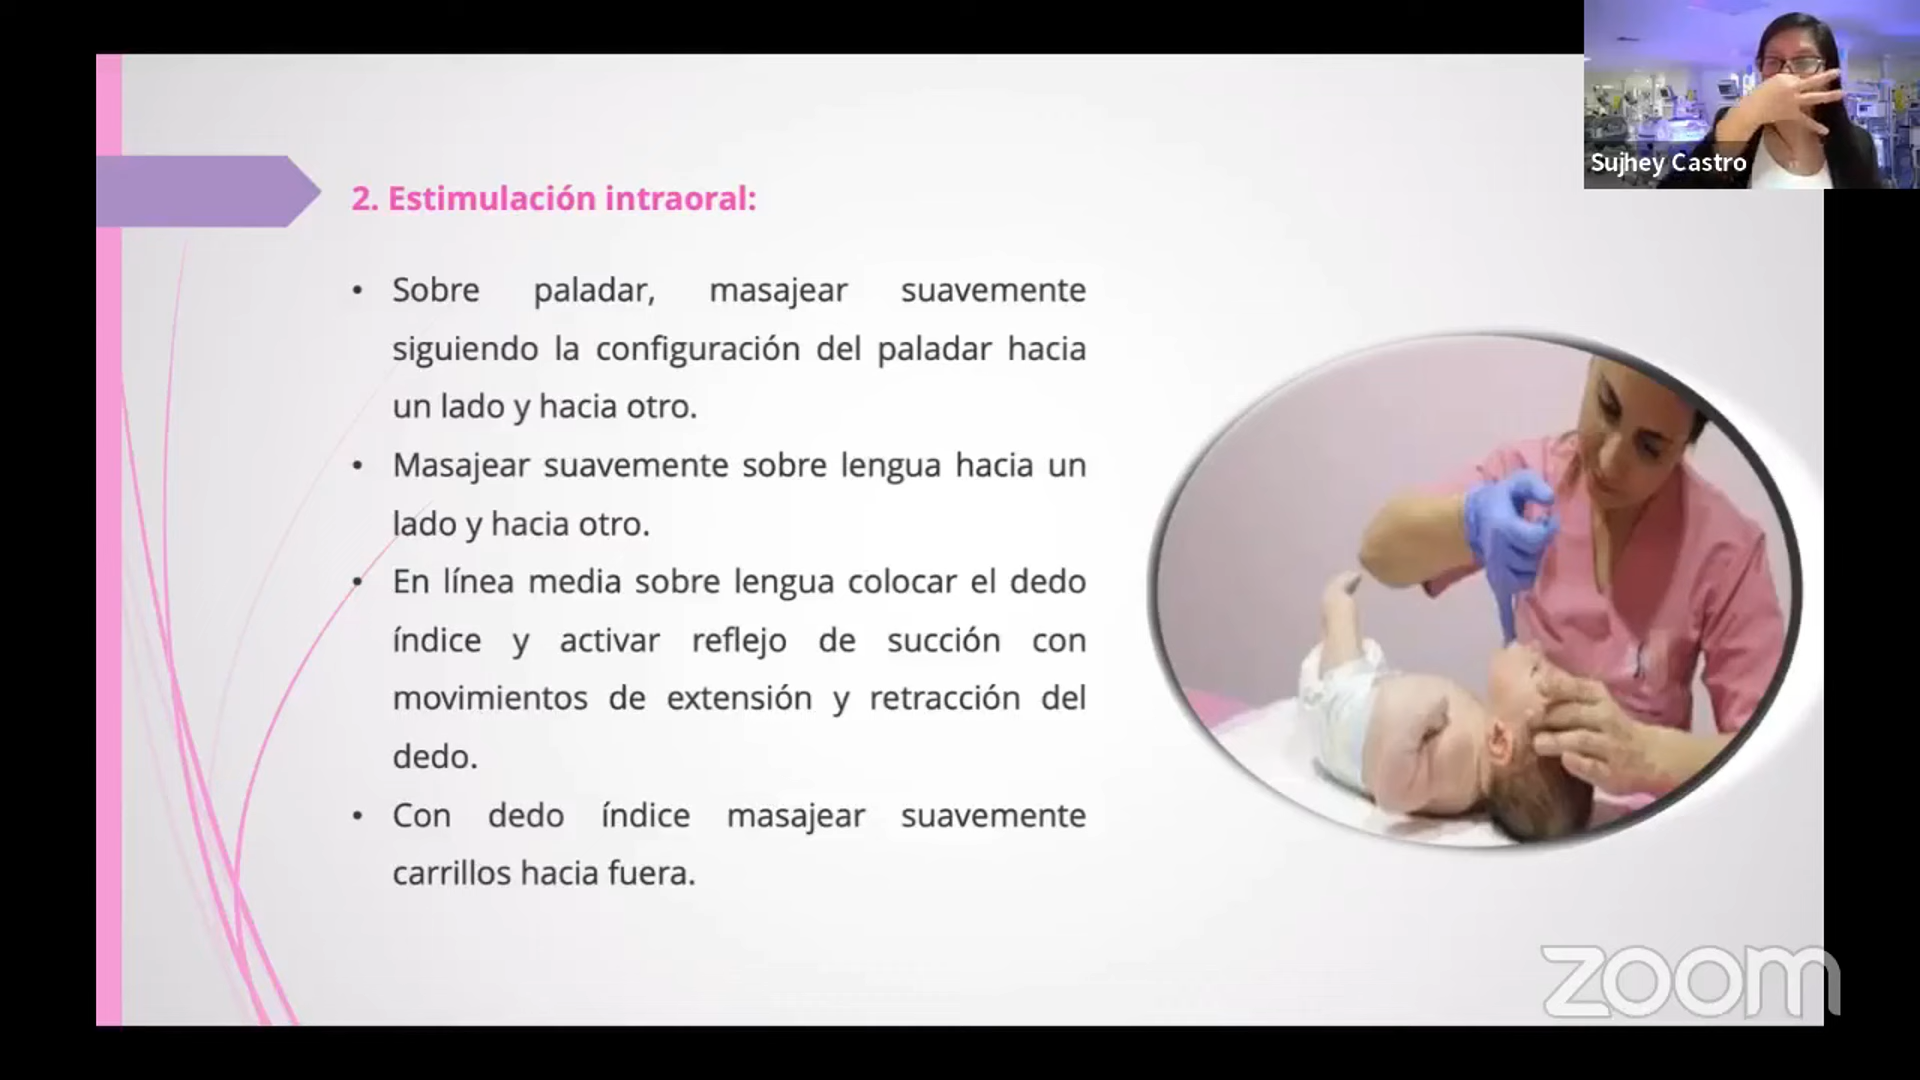 Sujhey Castro
2. Estimulación intraoral:
• Sobre paladar, masajear suavemente
siguiendo la configuración del paladar hacia
un lado y hacia otro.
• Masajear suavemente sobre lengua hacia un
lado y hacia otro.
• En línea media sobre lengua colocar el dedo
índice y activar reflejo de succión con
movimientos de extensión y retracción del
dedo.
• Con dedo índice masajear suavemente
carrillos hacia fuera.
zoom